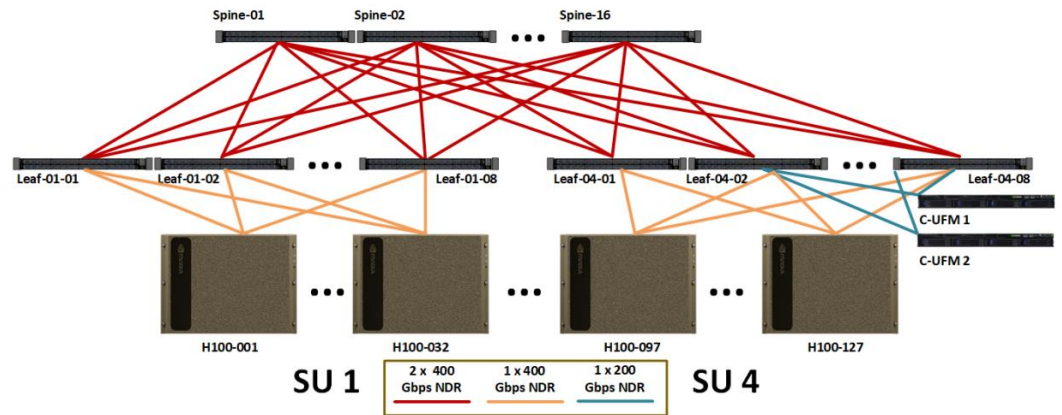 Spine-01
Spine-02
Spine-16
Leaf-01-01
Leaf-01-02
Leaf-01-08
Leaf-04-01
Leaf-04-02
Leaf-04-08
C-UFM 1
C-UFM 2
H100-001
H100-032
H100-097
H100-127
SU 1
2 x 400
Gbps NDR
1 x 400
Gbps NDR
1 x 200
Gbps NDR
SU 4